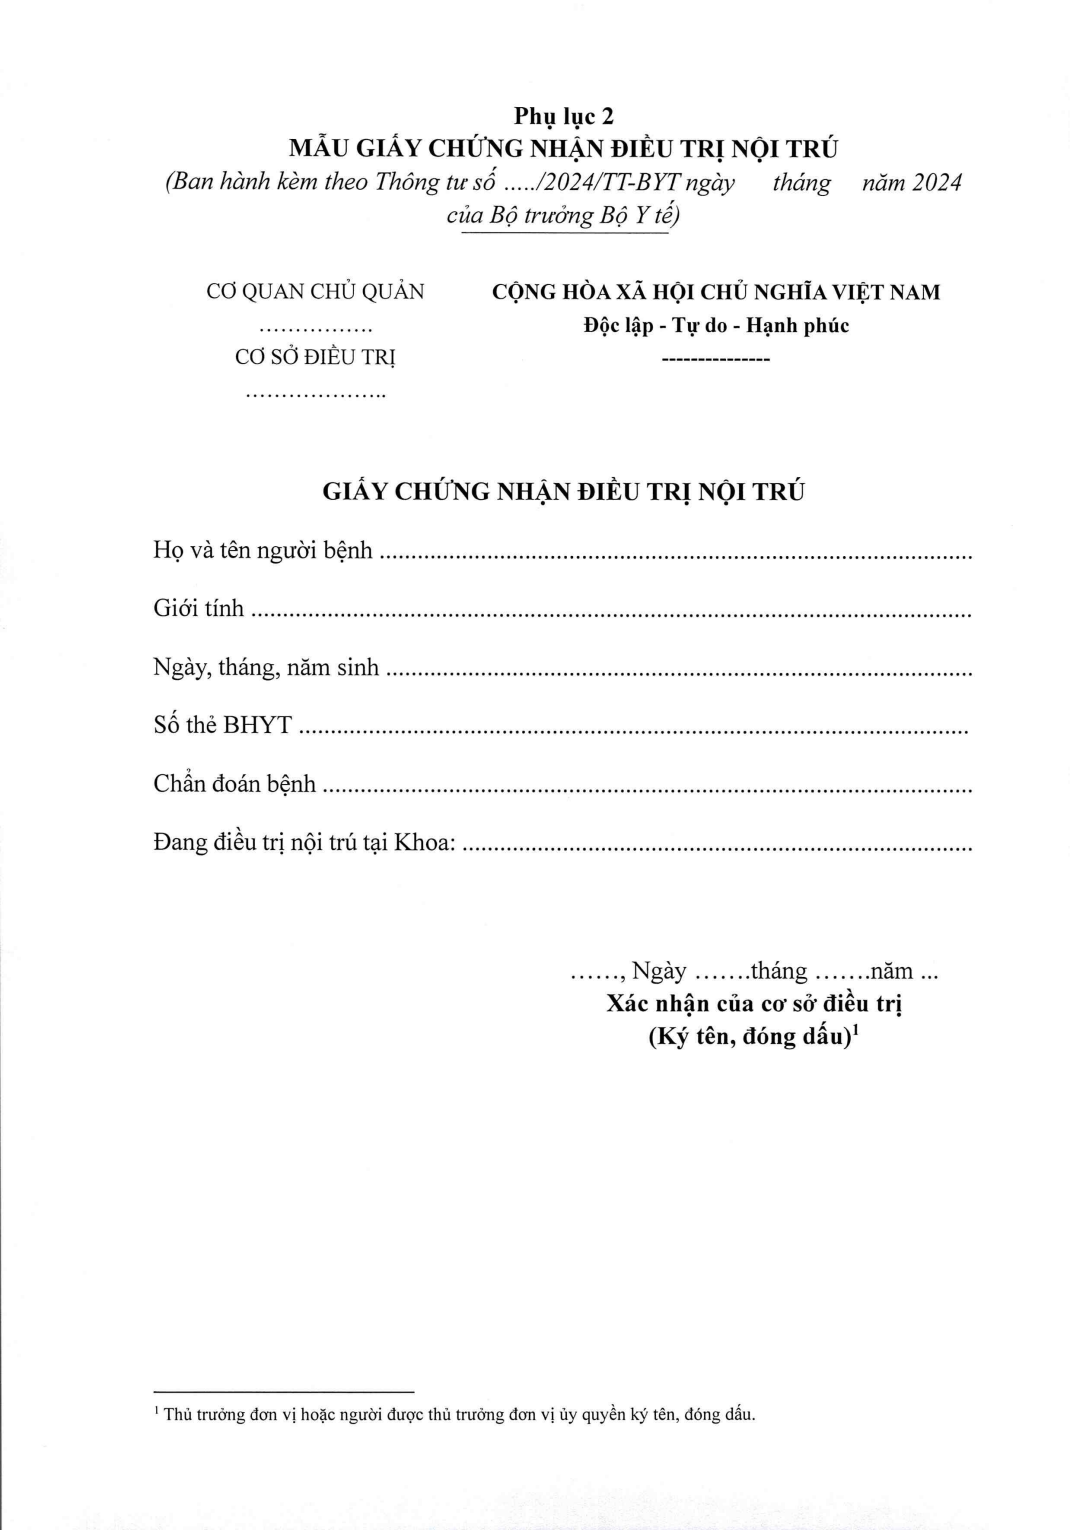 Phụ lục 2
MẪU GIẤY CHỨNG NHẬN ĐIỀU TRỊ NỘI TRÚ
(Ban hành kèm theo Thông tư số ...../2024/TT-BYT ngày tháng năm 2024
của Bộ trưởng Bộ Y tế)
CƠ QUAN CHỦ QUẢN
................
CƠ SỞ ĐIỀU TRỊ
....................
CỘNG HÒA XÃ HỘI CHỦ NGHĨA VIỆT NAM
Độc lập - Tự do - Hạnh phúc
---------------
GIẤY CHỨNG NHẬN ĐIỀU TRỊ NỘI TRÚ
Họ và tên người bệnh ...............................................................................................
Giới tính ...................................................................................................................
Ngày, tháng, năm sinh ..............................................................................................
Số thẻ BHYT ...........................................................................................................
Chẩn đoán bệnh ........................................................................................................
Đang điều trị nội trú tại Khoa: ..................................................................................
......, Ngày .......tháng .......năm ...
Xác nhận của cơ sở điều trị
(Ký tên, đóng dấu)1
1 Thủ trưởng đơn vị hoặc người được thủ trưởng đơn vị ủy quyền ký tên, đóng dấu.